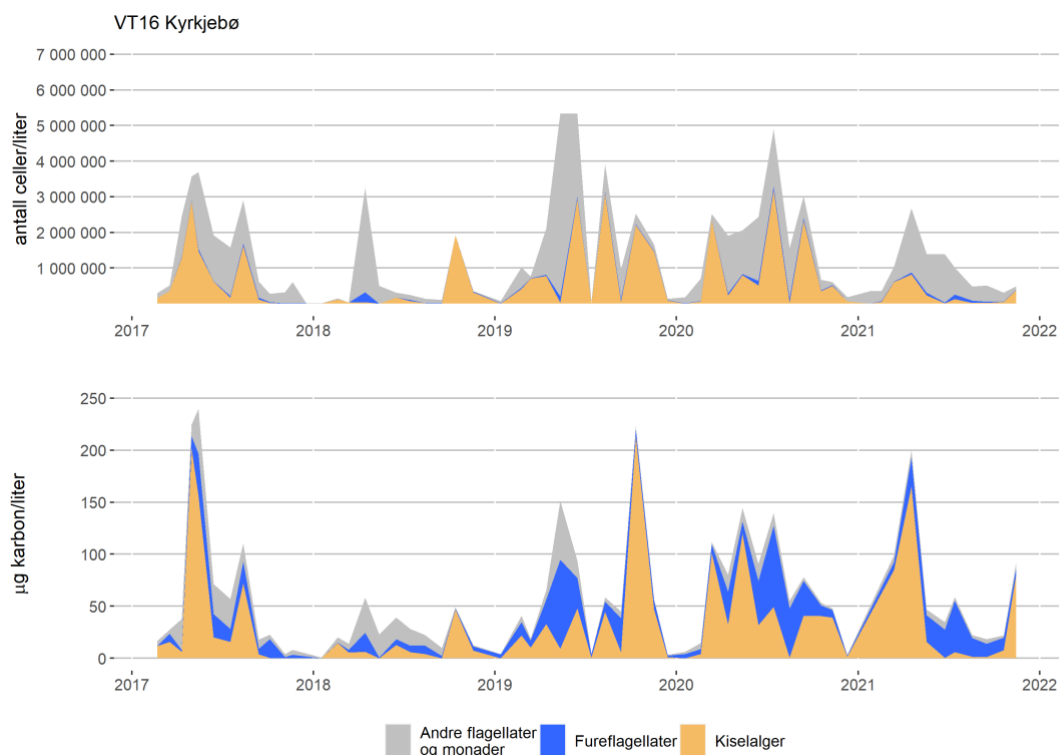 VT16 Kyrkjebø
antall celler/liter
7 000 000
6 000 000
5 000 000
4 000 000
3 000 000
2 000 000
1 000 000
2017 2018 2019 2020 2021 2022
µg karbon/liter
250
200
150
100
50
0
2017 2018 2019 2020 2021 2022
Andre flagellater
og monader
Fureflagellater
Kiselalger